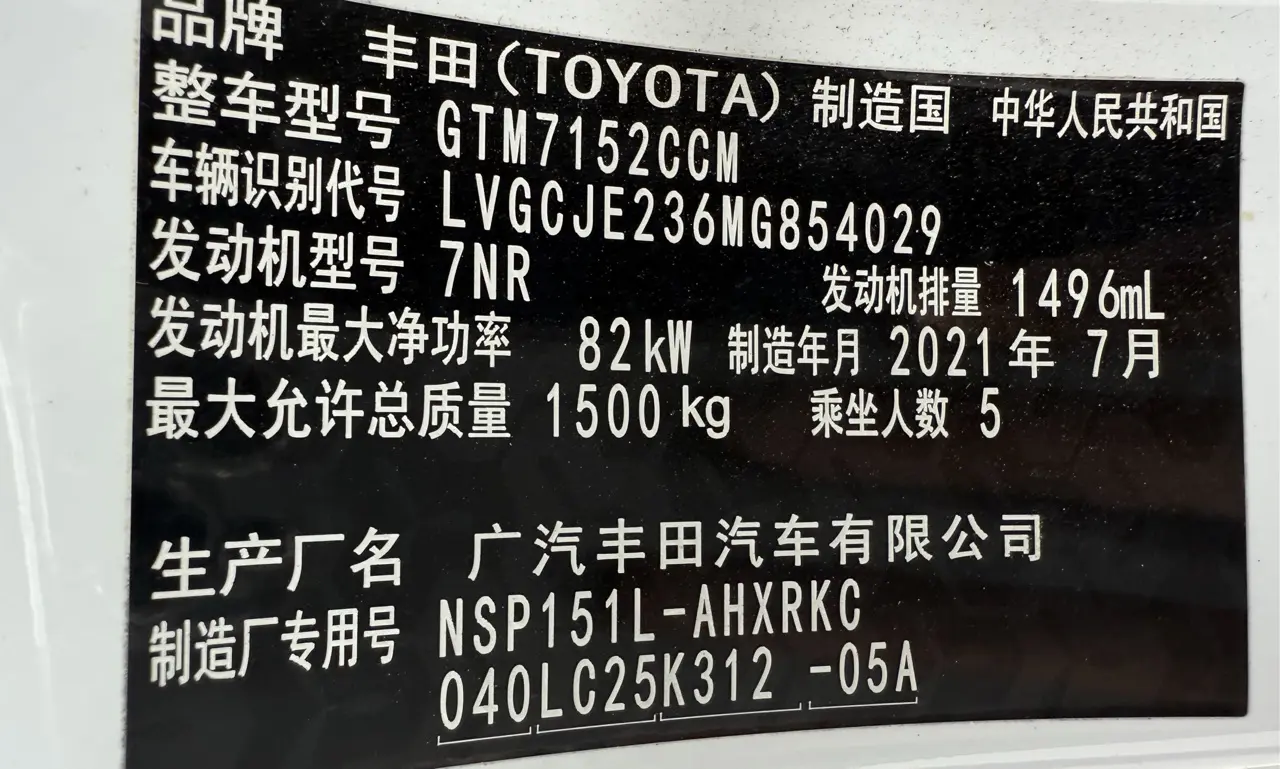 品牌 丰田(TOYOTA) 制造国 中华人民共和国
整车型号 GTM7152CCM
车辆识别代号 LVGCJE236MG854029
发动机型号 7NR 发动机排量 1496mL
发动机最大净功率 82kW 制造年月 2021年 7月
最大允许总质量 1500kg 乘坐人数 5
生产厂名 广汽丰田汽车有限公司
制造厂专用号 NSP151L-AHXRKC
040LC25K312 -05A